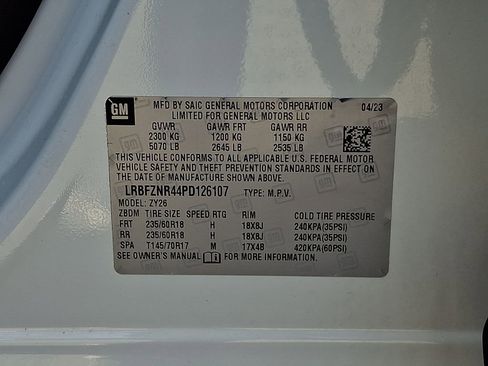 GM
MFD BY SAIC GENERAL MOTORS CORPORATION 04/23
LIMITED FOR GENERAL MOTORS LLC
GVWR GAWR FRT GAWR RR
2300 KG 1200 KG 1150 KG
5070 LB 2645 LB 2535 LB
THIS VEHICLE CONFORMS TO ALL APPLICABLE U.S. FEDERAL MOTOR
VEHICLE SAFETY AND THEFT PREVENTION STANDARDS IN EFFECT
ON THE DATE OF MANUFACTURE SHOWN ABOVE.
LRBFZNR44PD126107 TYPE: M.P.V.
MODEL: ZY26
ZBDM TIRE SIZE SPEED RTG RIM COLD TIRE PRESSURE
FRT 235/60R18 H 18X8J 240KPA(35PSI)
RR 235/60R18 H 18X8J 240KPA(35PSI)
SPA T145/70R17 M 17X4B 420KPA(60PSI)
SEE OWNER'S MANUAL FOR MORE INFORMATION